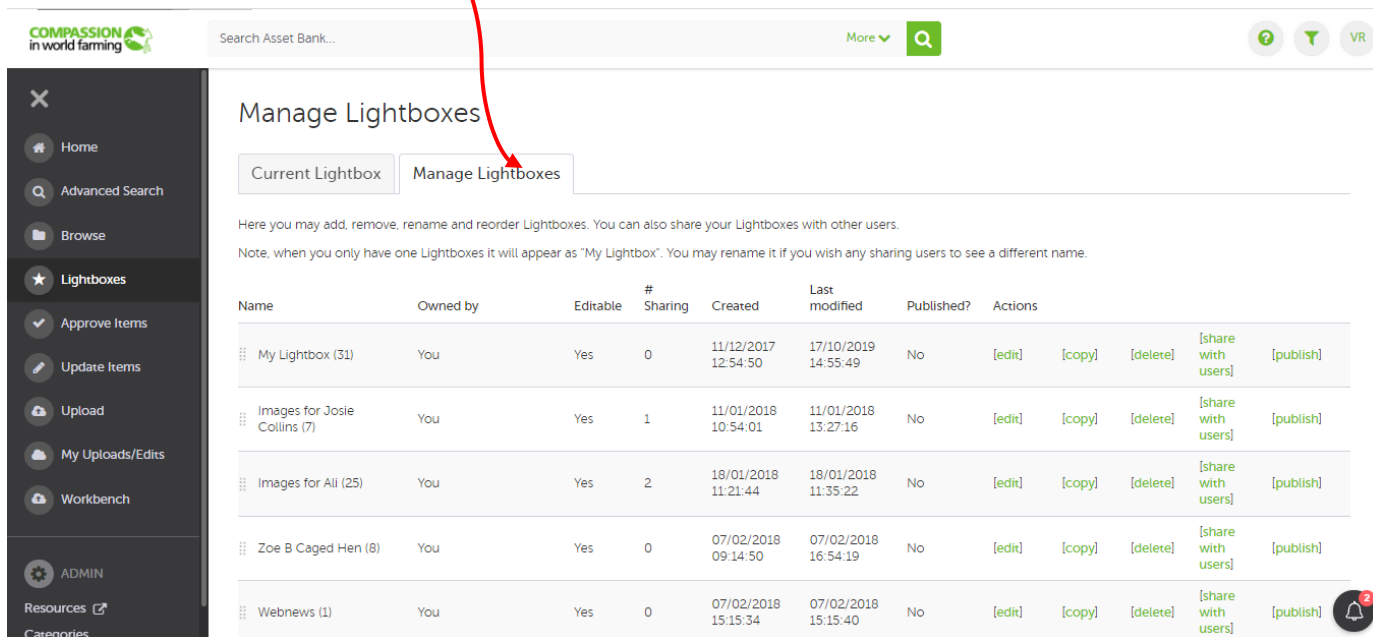 COMPASSION
in world farming
Search Asset Bank...
More
VR
Home
Advanced Search
Browse
Lightboxes
Approve Items
Update Items
Upload
My Uploads/Edits
Workbench
ADMIN
Resources
Categories
Manage Lightboxes
Current Lightbox Manage Lightboxes
Here you may add, remove, rename and reorder Lightboxes. You can also share your Lightboxes with other users.
Note, when you only have one Lightboxes it will appear as "My Lightbox". You may rename it if you wish any sharing users to see a different name.
Name Owned by Editable # Sharing Created Last modified Published? Actions
My Lightbox (31) You Yes 0 11/12/2017 12:54:50 17/10/2019 14:55:49 No [edit] [copy] [delete] [share with users] [publish]
Images for Josie Collins (7) You Yes 1 11/01/2018 10:54:01 11/01/2018 13:27:16 No [edit] [copy] [delete] [share with users] [publish]
Images for Ali (25) You Yes 2 18/01/2018 11:21:44 18/01/2018 11:35:22 No [edit] [copy] [delete] [share with users] [publish]
Zoe B Caged Hen (8) You Yes 0 07/02/2018 09:14:50 07/02/2018 16:54:19 No [edit] [copy] [delete] [share with users] [publish]
Webnews (1) You Yes 0 07/02/2018 15:15:34 07/02/2018 15:15:40 No [edit] [copy] [delete] [share with users] [publish]
2